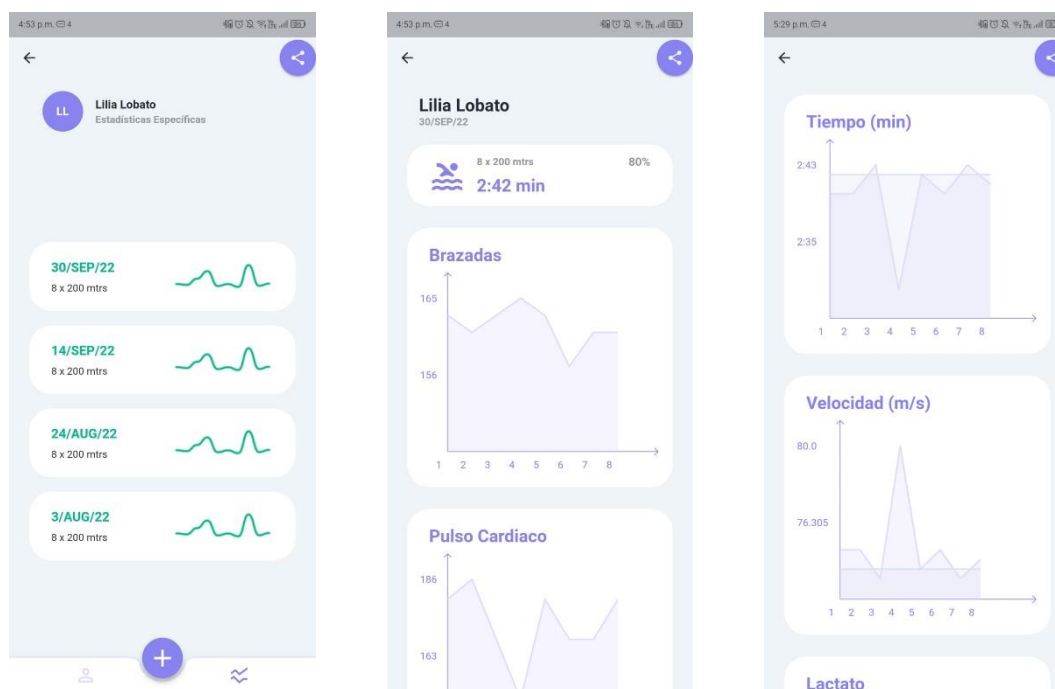 4:53 p.m. 4
Lilia Lobato
LL
Estadísticas Específicas
30/SEP/22
8 x 200 mtrs
14/SEP/22
8 x 200 mtrs
24/AUG/22
8 x 200 mtrs
3/AUG/22
8 x 200 mtrs
+
4:53 p.m. 4
Lilia Lobato
30/SEP/22
8 x 200 mtrs 80%
2:42 min
Brazadas
165
156
1 2 3 4 5 6 7 8
Pulso Cardiaco
186
163
5:29 p.m. 4
Tiempo (min)
2:43
2:35
1 2 3 4 5 6 7 8
Velocidad (m/s)
80.0
76.305
1 2 3 4 5 6 7 8
Lactato